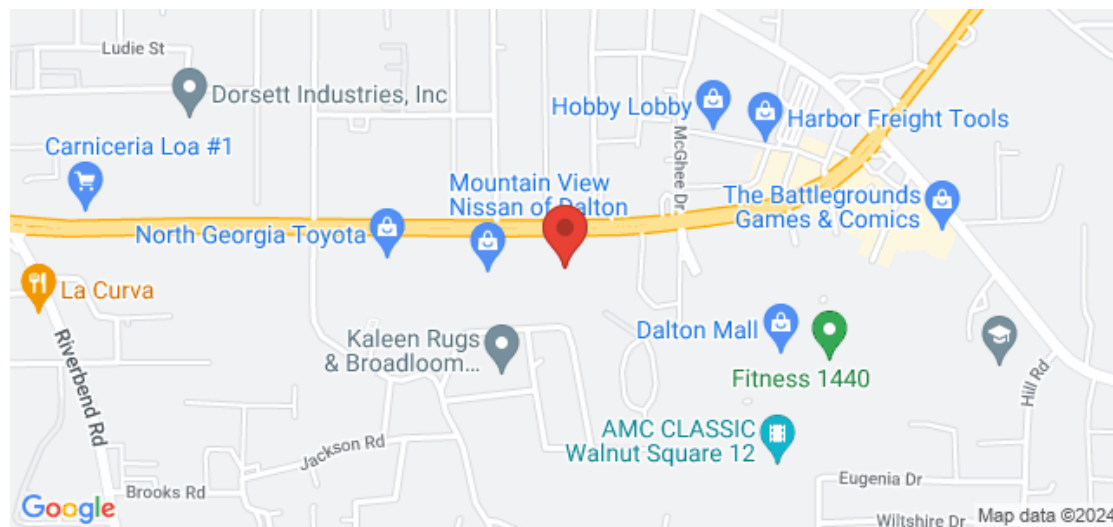 Ludie St
Dorsett Industries, Inc
Hobby Lobby
McGhee Dr
Harbor Freight Tools
Carniceria Loa #1
Mountain View
Nissan of Dalton
The Battlegrounds
Games & Comics
North Georgia Toyota
La Curva
Riverbend Rd
Kaleen Rugs
& Broadloom...
Dalton Mall
Fitness 1440
Hill Rd
AMC CLASSIC
Walnut Square 12
Jackson Rd
Brooks Rd
Eugenia Dr
Google
Wiltshire Dr
Map data ©2024